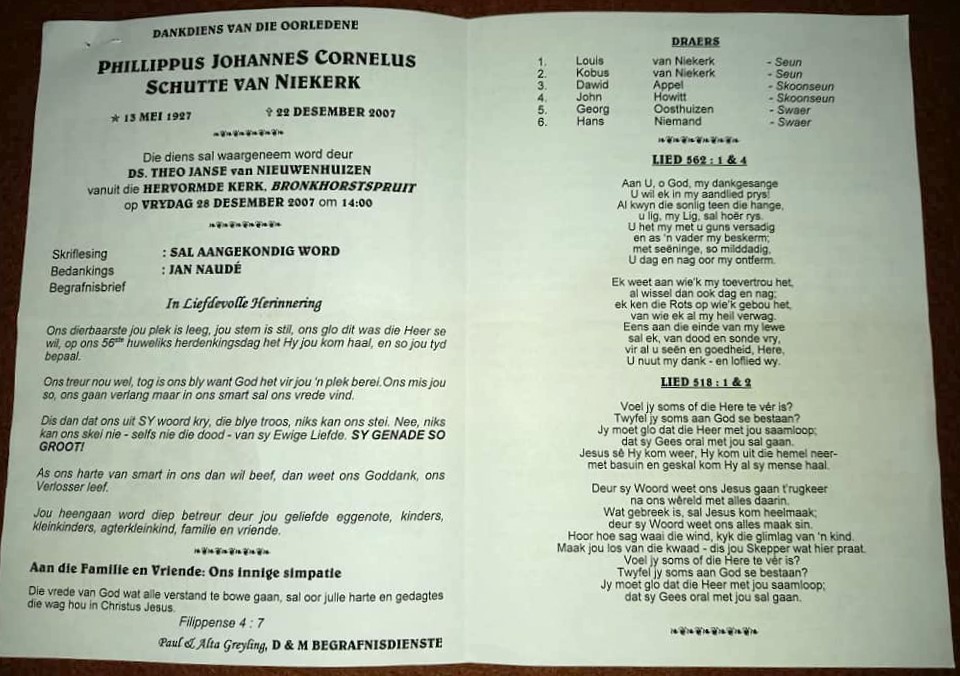 DANKDIENS VAN DIE OORLEDENE
PHILLIPPUS JOHANNES CORNELUS
SCHUTTE VAN NIEKERK
★ 13 MEI 1927 ✞ 22 DESEMBER 2007
Die diens sal waargeneem word deur
DS. THEO JANSE van NIEUWENHUIZEN
vanuit die HERVORMDE KERK, BRONKHORSTSPRUIT
op VRYDAG 28 DESEMBER 2007 om 14:00
Skriflesing : SAL AANGEKONDIG WORD
Bedankings : JAN NAUDÉ
Begrafnisbrief
In Liefdevolle Herinnering
Ons dierbaarste jou plek is leeg, jou stem is stil, ons glo dit was die Heer se
wil, op ons 56ste huweliks herdenkingsdag het Hy jou kom haal, en so jou tyd
bepaal.
Ons treur nou wel, tog is ons bly want God het vir jou 'n plek berei. Ons mis jou
so, ons gaan verlang maar in ons smart sal ons vrede vind.
Dis dan dat ons uit SY woord kry, die blye troos, niks kan ons stei. Nee, niks
kan ons skei nie - selfs nie die dood - van sy Ewige Liefde. SY GENADE SO
GROOT!
As ons harte van smart in ons dan wil beef, dan weet ons Goddank, ons
Verlosser leef.
Jou heengaan word diep betreur deur jou geliefde eggenote, kinders,
kleinkinders, agterkleinkind, familie en vriende.
Aan die Familie en Vriende: Ons innige simpatie
Die vrede van God wat alle verstand te bowe gaan, sal oor julle harte en gedagtes
die wag hou in Christus Jesus.
Filippense 4 : 7
Paul & Alta Greyling, D & M BEGRAFNISDIENSTE
DRAERS
1. Louis van Niekerk - Seun
2. Kobus van Niekerk - Seun
3. Dawid Appel - Skoonseun
4. John Howitt - Skoonseun
5. Georg Oosthuizen - Swaer
6. Hans Niemand - Swaer
LIED 562 : 1 & 4
Aan U, o God, my dankgesange
U wil ek in my aandlied prys!
Al kwyn die sonlig teen die hange,
u lig, my Lig, sal hoër rys.
U het my met u guns versadig
en as 'n vader my beskerm;
met seëninge, so milddadig,
U dag en nag oor my ontferm.
Ek weet aan wie'k my toevertrou het,
al wissel dan ook dag en nag;
ek ken die Rots op wie'k gebou het,
van wie ek al my heil verwag.
Eens aan die einde van my lewe
sal ek, van dood en sonde vry,
vir al u seën en goedheid, Here,
U nuut my dank - en loflied wy.
LIED 518 : 1 & 2
Voel jy soms of die Here te vér is?
Twyfel jy soms aan God se bestaan?
Jy moet glo dat die Heer met jou saamloop;
dat sy Gees oral met jou sal gaan.
Jesus sê Hy kom weer, Hy kom uit die hemel neer-
met basuin en geskal kom Hy al sy mense haal.
Deur sy Woord weet ons Jesus gaan t'rugkeer
na ons wêreld met alles daarin.
Wat gebreek is, sal Jesus kom heelmaak;
deur sy Woord weet ons alles maak sin.
Hoor hoe sag waai die wind, kyk die glimlag van 'n kind.
Maak jou los van die kwaad - dis jou Skepper wat hier praat.
Voel jy soms of die Here te vér is?
Twyfel jy soms aan God se bestaan?
Jy moet glo dat die Heer met jou saamloop;
dat sy Gees oral met jou sal gaan.